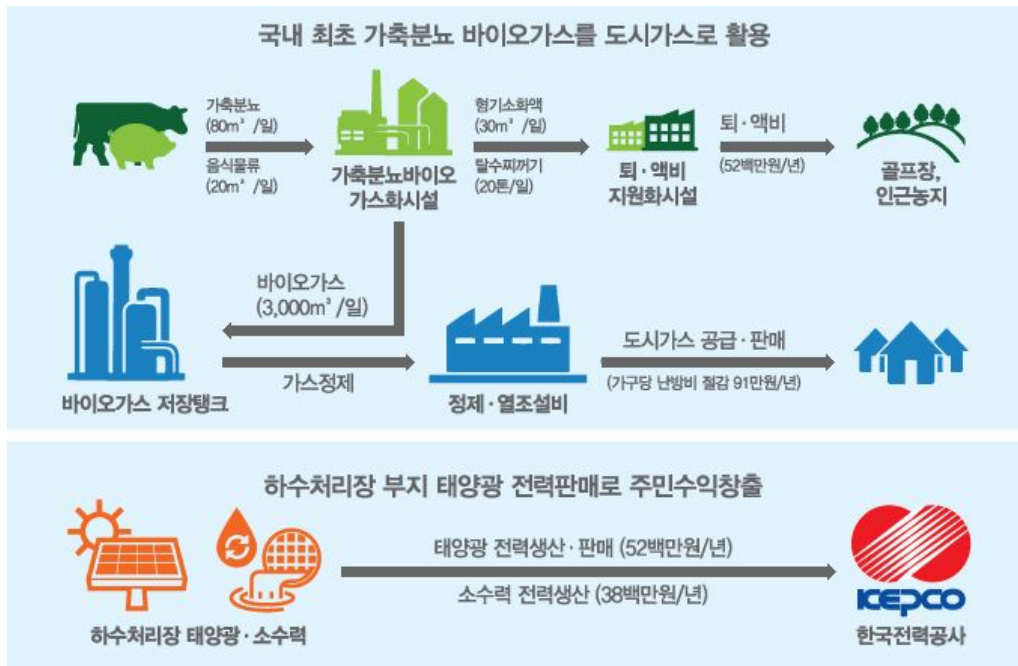 국내 최초 가축분뇨 바이오가스를 도시가스로 활용
가축분뇨
(80m³ /일)
음식물류
(20m³ /일)
가축분뇨바이오
가스화시설
혐기소화액
(30m³ /일)
탈수찌꺼기
(20톤/일)
퇴·액비
지원화시설
퇴·액비
(52백만원/년)
골프장,
인근농지
바이오가스
(3,000m³ /일)
바이오가스 저장탱크
가스정제
정제·열조설비
도시가스 공급·판매
(가구당 난방비 절감 91만원/년)
하수처리장 부지 태양광 전력판매로 주민수익창출
하수처리장 태양광·소수력
태양광 전력생산·판매 (52백만원/년)
소수력 전력생산 (38백만원/년)
KEPCO
한국전력공사